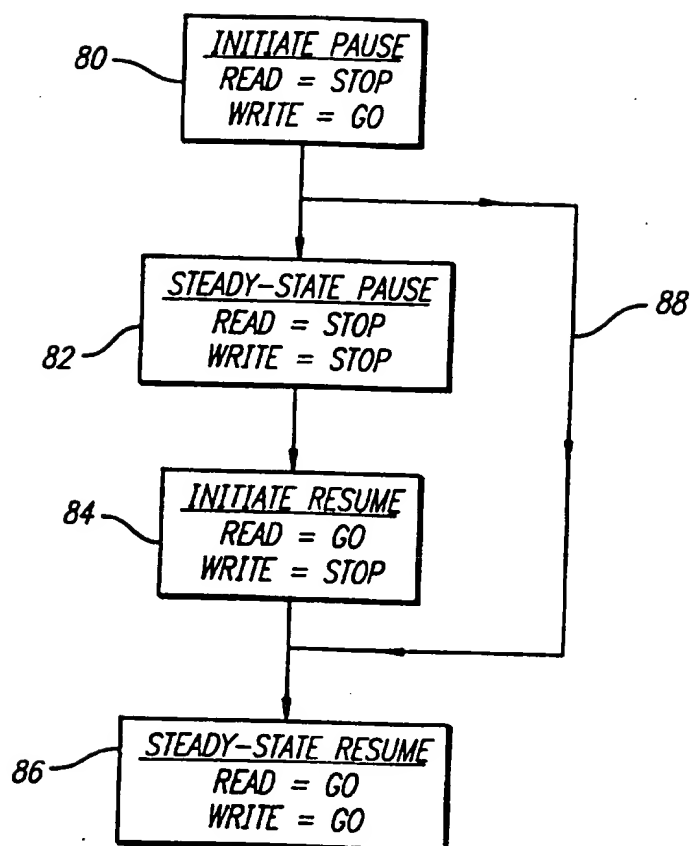 80
INITIATE PAUSE
READ = STOP
WRITE = GO
STEADY-STATE PAUSE
READ = STOP
WRITE = STOP
82
88
INITIATE RESUME
READ = GO
WRITE = STOP
84
STEADY-STATE RESUME
READ = GO
WRITE = GO
86